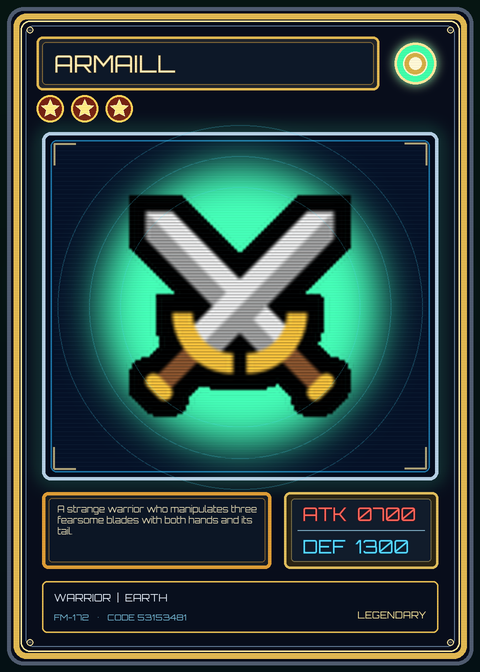 ARMAILL
A strange warrior who manipulates three
fearsome blades with both hands and its
tail.
ATK 0700
DEF 1300
WARRIOR | EARTH
FM-172 · CODE 53153481
LEGENDARY